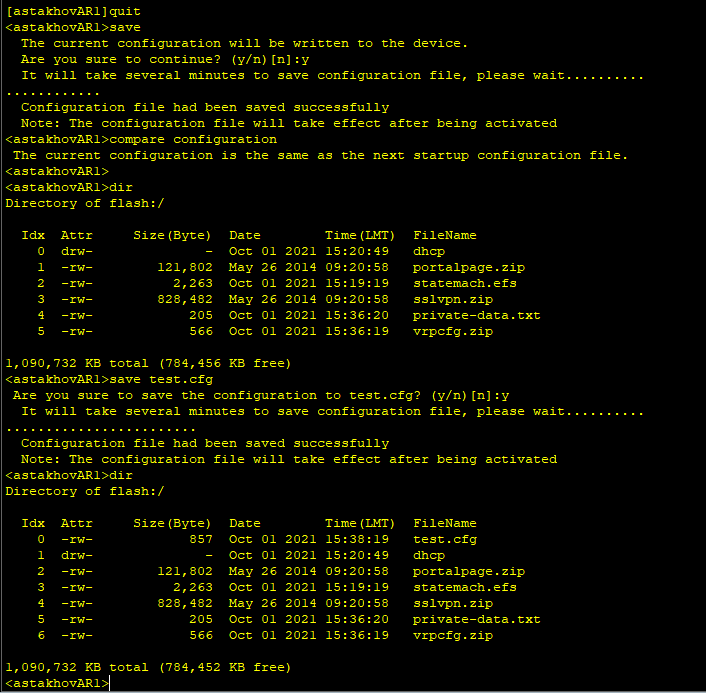 [astakhovAR1]quit
<astakhovAR1>save
  The current configuration will be written to the device.
  Are you sure to continue? (y/n)[n]:y
  It will take several minutes to save configuration file, please wait..........
............
  Configuration file had been saved successfully
  Note: The configuration file will take effect after being activated
<astakhovAR1>compare configuration
 The current configuration is the same as the next startup configuration file.
<astakhovAR1>
<astakhovAR1>dir
Directory of flash:/

  Idx  Attr     Size(Byte)  Date        Time(LMT)  FileName
    0  drw-              -  Oct 01 2021 15:20:49   dhcp
    1  -rw-        121,802  May 26 2014 09:20:58   portalpage.zip
    2  -rw-          2,263  Oct 01 2021 15:19:19   statemach.efs
    3  -rw-        828,482  May 26 2014 09:20:58   sslvpn.zip
    4  -rw-            205  Oct 01 2021 15:36:20   private-data.txt
    5  -rw-            566  Oct 01 2021 15:36:19   vrpcfg.zip

1,090,732 KB total (784,456 KB free)
<astakhovAR1>save test.cfg
 Are you sure to save the configuration to test.cfg? (y/n)[n]:y
  It will take several minutes to save configuration file, please wait..........
........................
  Configuration file had been saved successfully
  Note: The configuration file will take effect after being activated
<astakhovAR1>dir
Directory of flash:/

  Idx  Attr     Size(Byte)  Date        Time(LMT)  FileName
    0  -rw-            857  Oct 01 2021 15:38:19   test.cfg
    1  drw-              -  Oct 01 2021 15:20:49   dhcp
    2  -rw-        121,802  May 26 2014 09:20:58   portalpage.zip
    3  -rw-          2,263  Oct 01 2021 15:19:19   statemach.efs
    4  -rw-        828,482  May 26 2014 09:20:58   sslvpn.zip
    5  -rw-            205  Oct 01 2021 15:36:20   private-data.txt
    6  -rw-            566  Oct 01 2021 15:36:19   vrpcfg.zip

1,090,732 KB total (784,452 KB free)
<astakhovAR1>